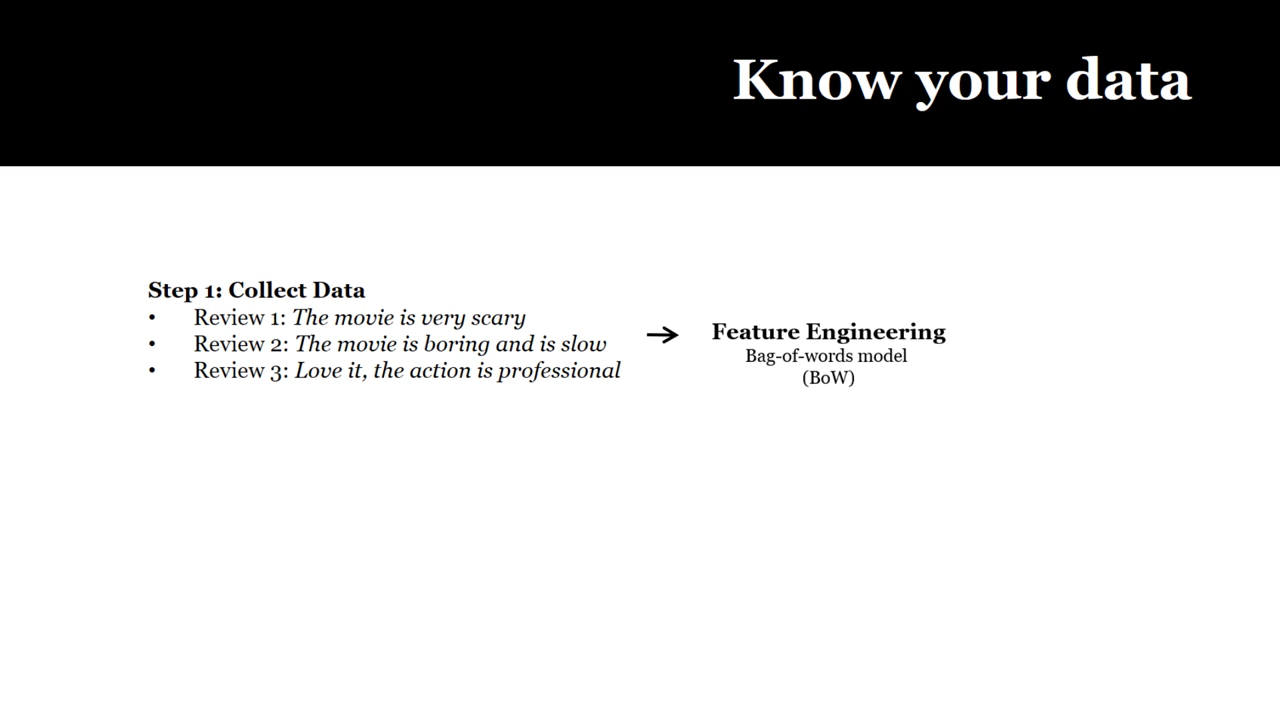 Know your data
Step 1: Collect Data
• Review 1: The movie is very scary
• Review 2: The movie is boring and is slow
• Review 3: Love it, the action is professional
→
Feature Engineering
Bag-of-words model
(BoW)